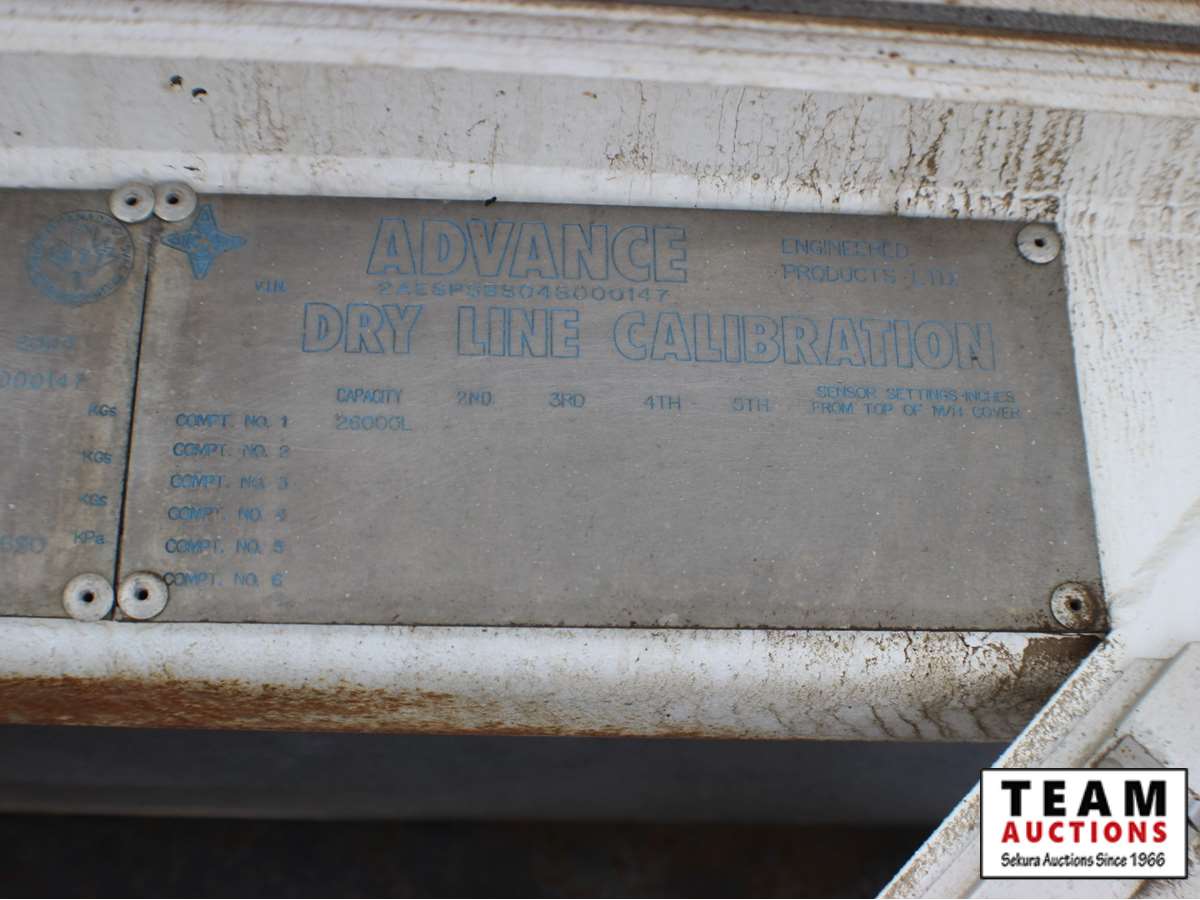 ADVANCE
ENGINEERED
PRODUCTS LTD.
V.I.N. 2AESPSBS04S000147
DRY LINE CALIBRATION
CAPACITY 2ND. 3RD 4TH 5TH. SENSOR SETTINGS-INCHES
FROM TOP OF M/H COVER
COMPT. NO. 1 26000L
COMPT. NO. 2
COMPT. NO. 3
COMPT. NO. 4
COMPT. NO. 5
COMPT. NO. 6
000147
KGs
KGs
KGs
KPa
TEAM
AUCTIONS
Sekura Auctions Since 1966